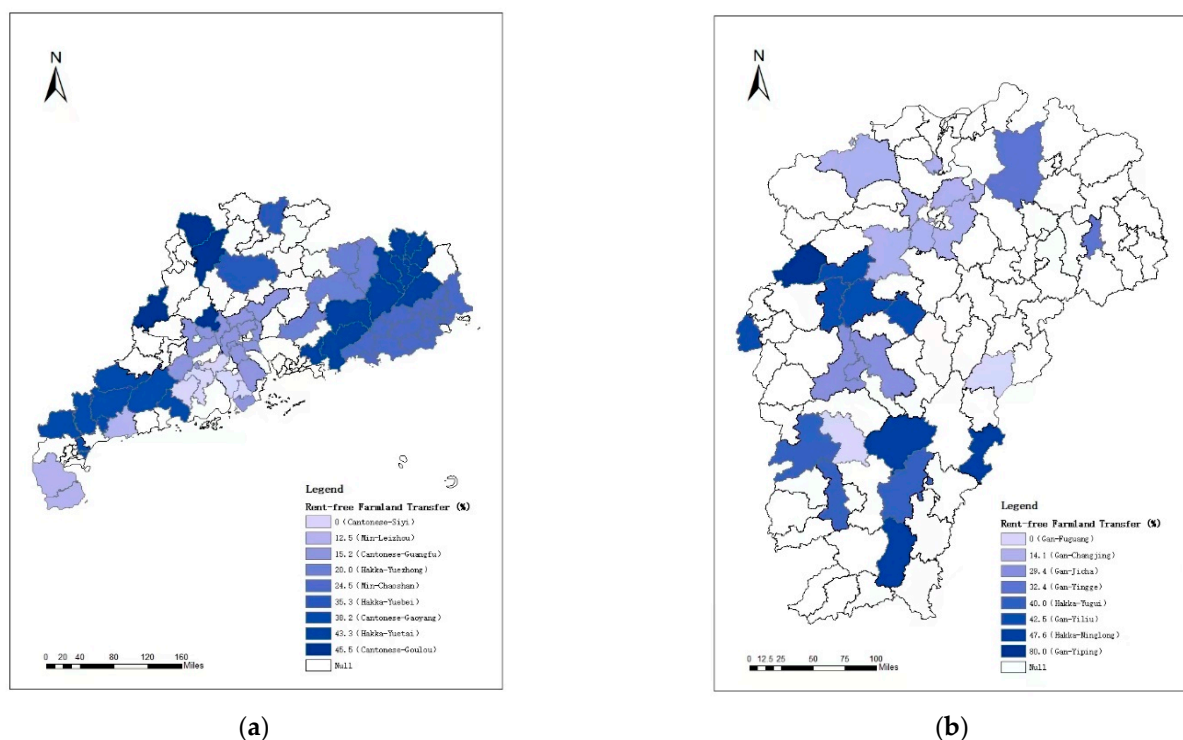 N
Legend
Rent-free Farmland Transfer (%)
0 (Cantonese-Siyi)
12.5 (Min-Leizhou)
15.2 (Cantonese-Guangfu)
20.0 (Hakka-Yuezhong)
24.5 (Min-Chaoshan)
35.3 (Hakka-Yuebei)
38.2 (Cantonese-Gaoyang)
43.3 (Hakka-Yuetai)
45.5 (Cantonese-Goulou)
Null
0 20 40 80 120 160
Miles
(a)
N
Legend
Rent-free Farmland Transfer (%)
0 (Gan-Fuguang)
14.1 (Gan-Changjing)
29.4 (Gan-Jicha)
32.4 (Gan-Yingge)
40.0 (Hakka-Yugui)
42.5 (Gan-Yiliu)
47.6 (Hakka-Ninglong)
80.0 (Gan-Yiping)
Null
0 12.5 25 50 75 100
Miles
(b)